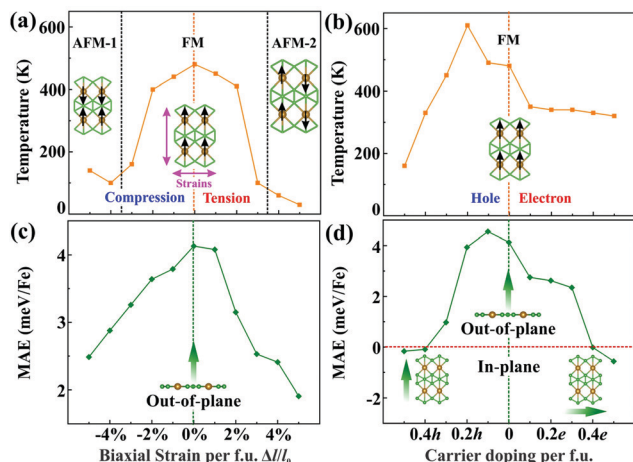 (a) AFM-1 FM AFM-2
Temperature (K)
600
400
200
0
Strains
Compression Tension
(b) FM
Temperature (K)
600
400
200
0
Hole Electron
(c)
MAE (meV/Fe)
4
3
2
Out-of-plane
-4% -2% 0% 2% 4%
Biaxial Strain per f.u. Δl/l₀
(d)
MAE (meV/Fe)
4
2
0
-2
Out-of-plane
In-plane
0.4h 0.2h 0 0.2e 0.4e
Carrier doping per f.u.